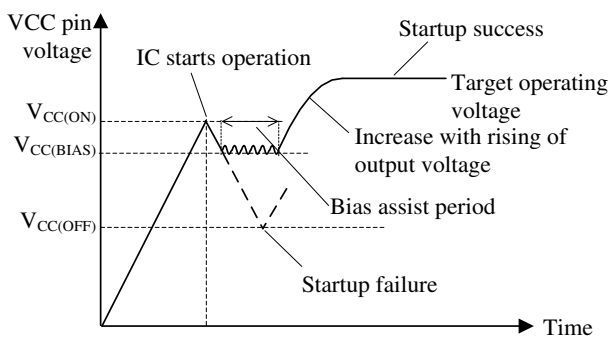 VCC pin
voltage
Startup success
IC starts operation
Target operating
voltage
VCC(ON)
Increase with rising of
output voltage
VCC(BIAS)
Bias assist period
VCC(OFF)
Startup failure
Time